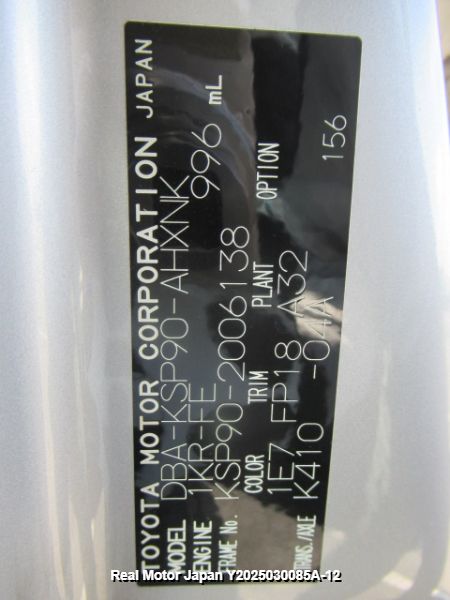 TOYOTA MOTOR CORPORATION JAPAN
MODEL DBA-KSP90-AHXNK
ENGINE 1KR-FE 996 mL
FRAME No. KSP90-2006138
COLOR TRIM PLANT OPTION
1E7 FP18 A32
TRANS./AXLE K410 -04A 156
Real Motor Japan Y2025030085A-12